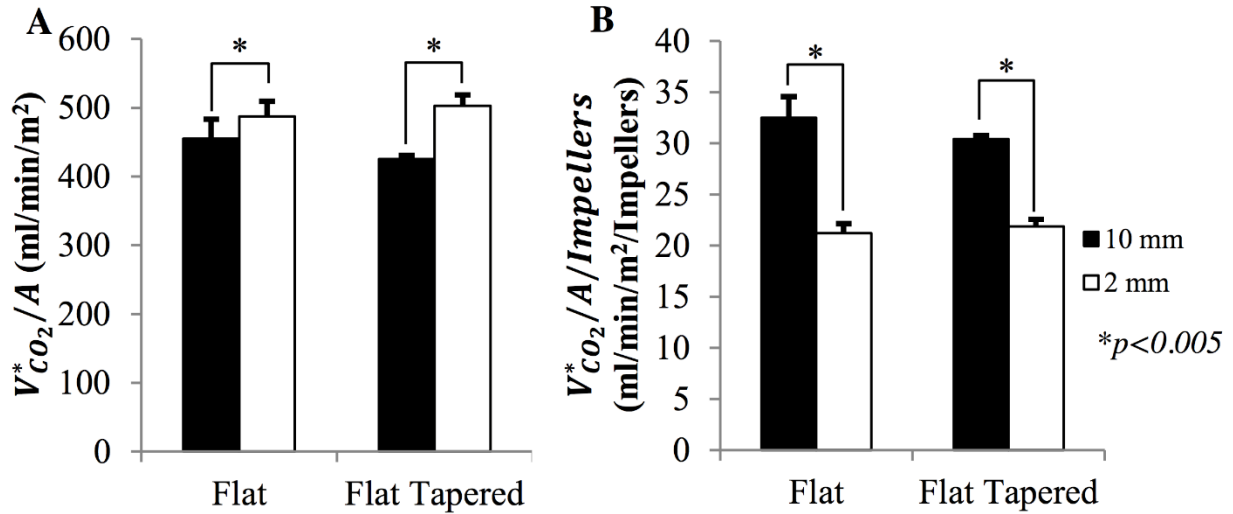 A
600
500
400
300
200
100
0
V*CO₂/A (ml/min/m²)
*
*
Flat
Flat Tapered
B
40
35
30
25
20
15
10
5
0
V*CO₂/A/Impellers
(ml/min/m²/Impellers)
*
*
Flat
Flat Tapered
10 mm
2 mm
*p<0.005